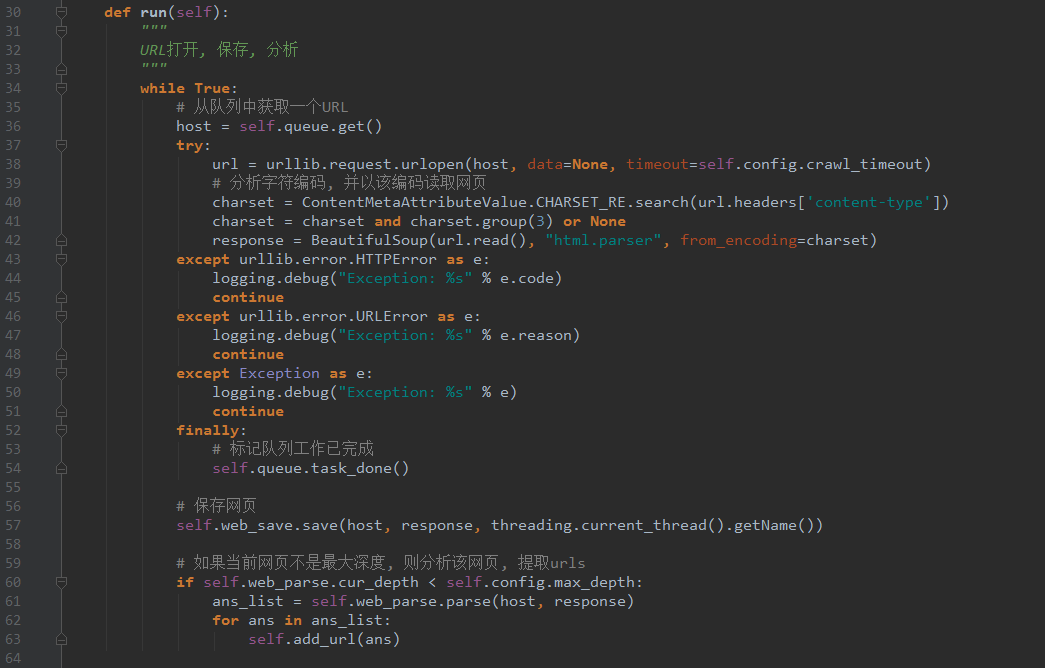 30 def run(self):
31 """
32 URL打开, 保存, 分析
33 """
34 while True:
35 # 从队列中获取一个URL
36 host = self.queue.get()
37 try:
38 url = urllib.request.urlopen(host, data=None, timeout=self.config.crawl_timeout)
39 # 分析字符编码, 并以该编码读取网页
40 charset = ContentMetaAttributeValue.CHARSET_RE.search(url.headers['content-type'])
41 charset = charset and charset.group(3) or None
42 response = BeautifulSoup(url.read(), "html.parser", from_encoding=charset)
43 except urllib.error.HTTPError as e:
44 logging.debug("Exception: %s" % e.code)
45 continue
46 except urllib.error.URLError as e:
47 logging.debug("Exception: %s" % e.reason)
48 continue
49 except Exception as e:
50 logging.debug("Exception: %s" % e)
51 continue
52 finally:
53 # 标记队列工作已完成
54 self.queue.task_done()
55
56 # 保存网页
57 self.web_save.save(host, response, threading.current_thread().getName())
58
59 # 如果当前网页不是最大深度, 则分析该网页, 提取urls
60 if self.web_parse.cur_depth < self.config.max_depth:
61 ans_list = self.web_parse.parse(host, response)
62 for ans in ans_list:
63 self.add_url(ans)
64